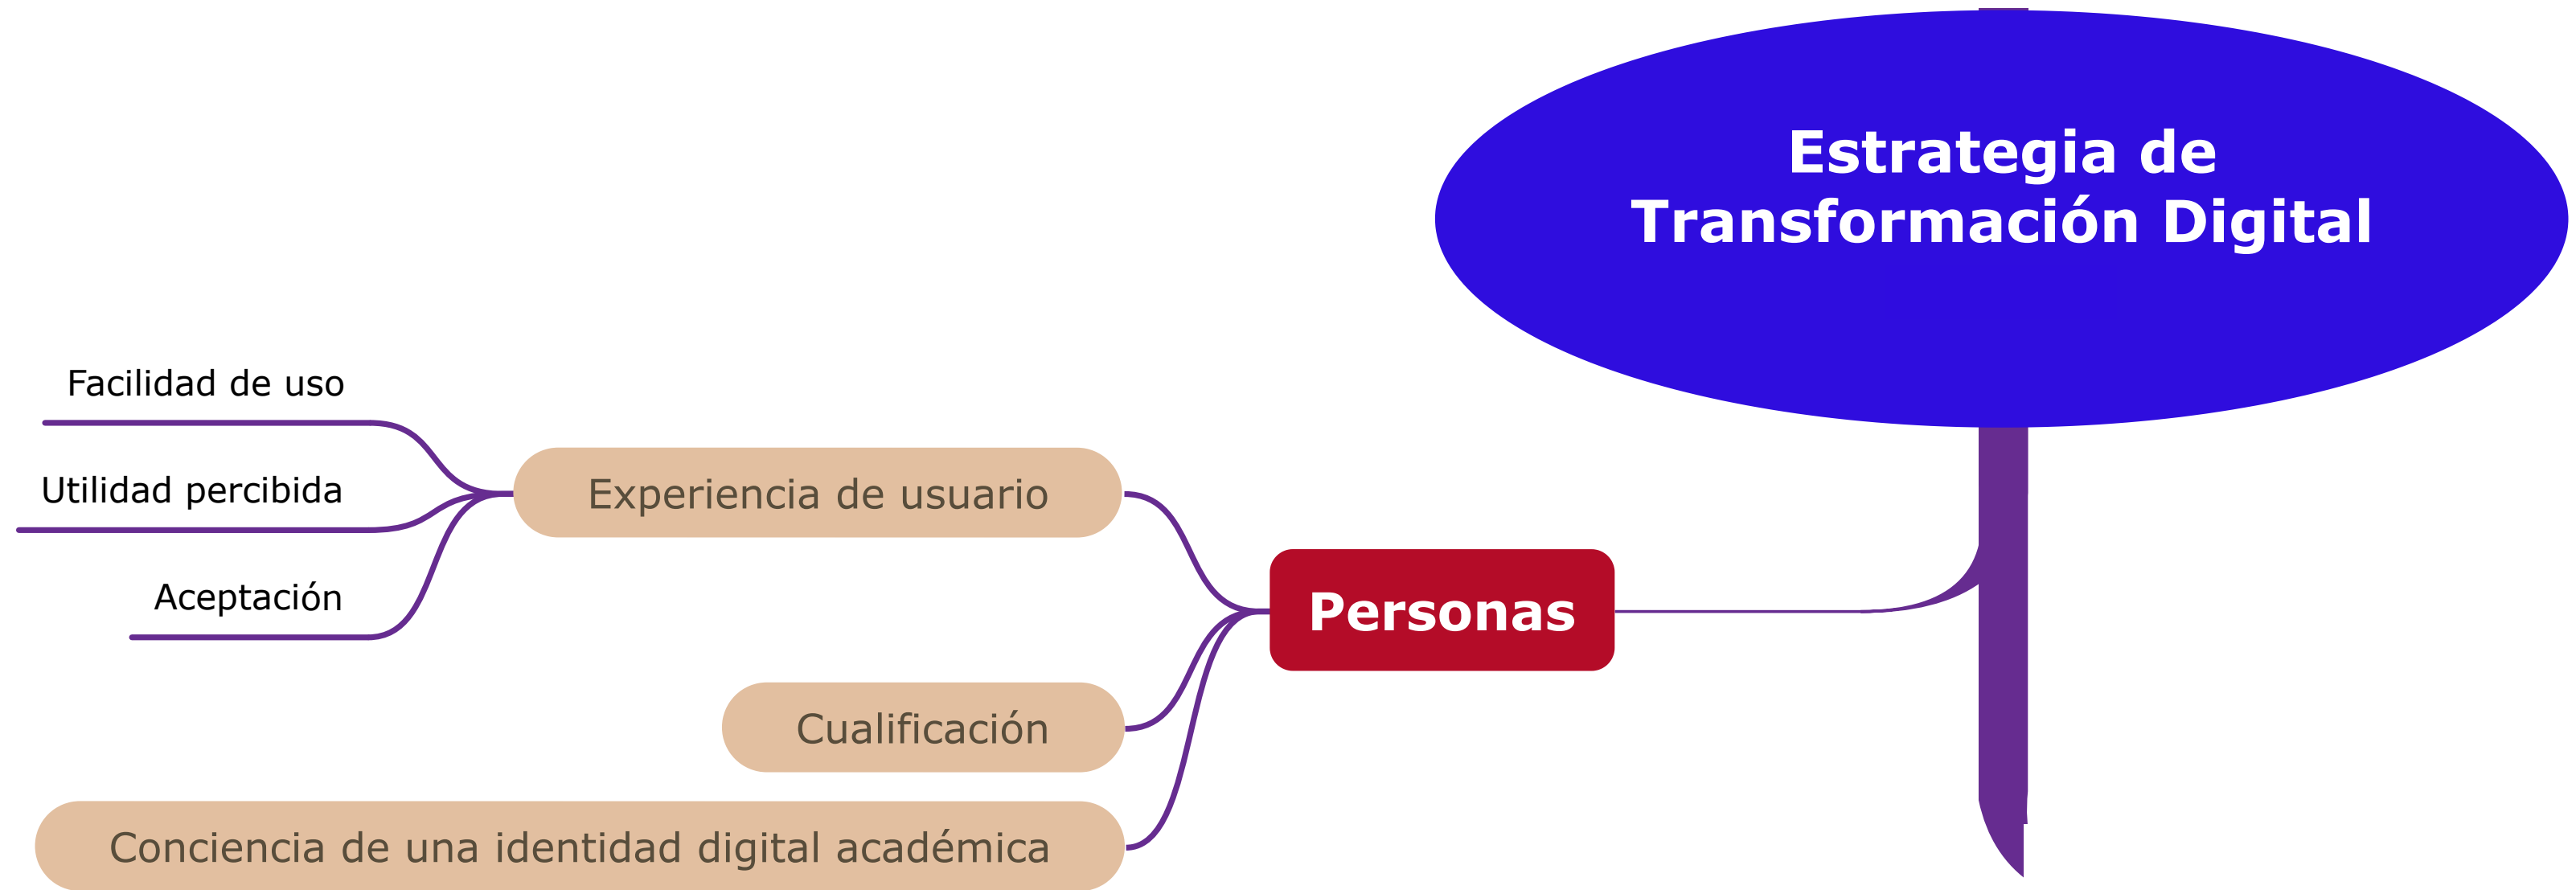 Estrategia de
Transformación Digital
Facilidad de uso
Utilidad percibida
Aceptación
Experiencia de usuario
Personas
Cualificación
Conciencia de una identidad digital académica